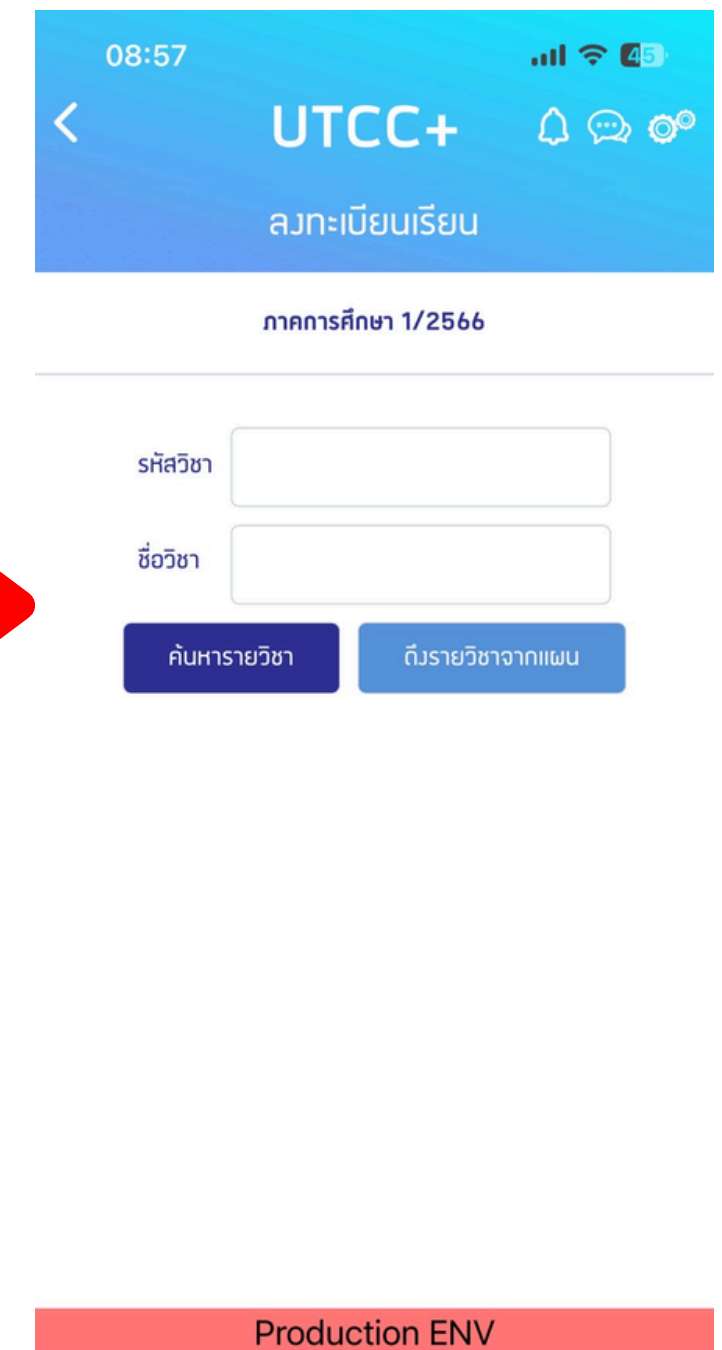 08:57 45
UTCC+
ลงทะเบียนเรียน
ภาคการศึกษา 1/2566
รหัสวิชา
ชื่อวิชา
ค้นหารายวิชา ดึงรายวิชาจากแผน
Production ENV